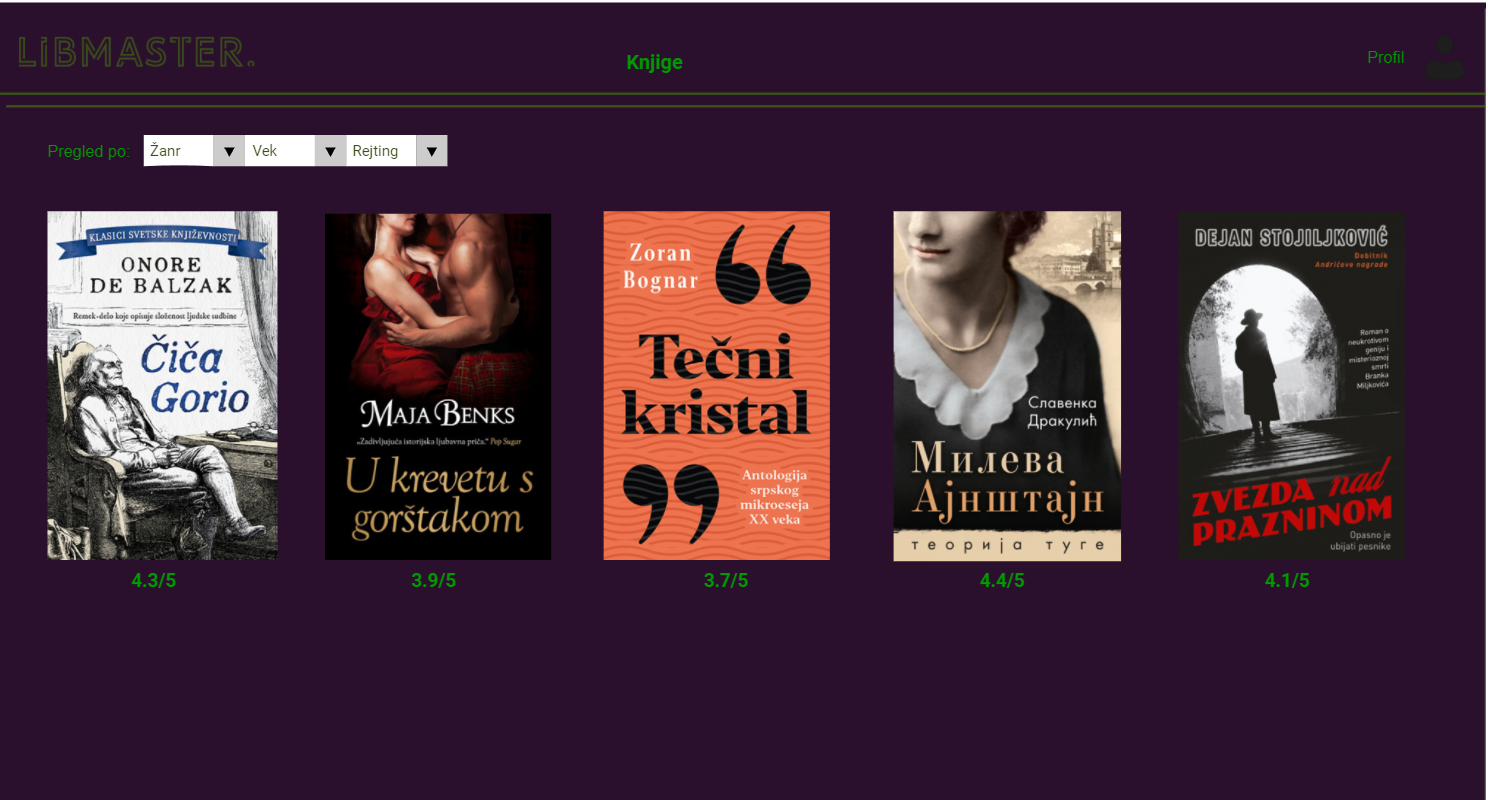 LIBMASTER.
Knjige
Profil
Pregled po:
Žanr
Vek
Rejting
KLASICI SVETSKE KNJIŽEVNOSTI
ONORE
DE BALZAK
Remek-delo koje opisuje složenost ljudske sudbine
Čiča
Gorio
4.3/5
MAJA BENKS
„Zadivljujuća istorijska ljubavna priča.“ Pop Sugar
U krevetu s
gorštakom
3.9/5
Zoran
Bognar
Tečni
kristal
Antologija
srpskog
mikroeseja
XX veka
3.7/5
Славенка
Дракулић
Милева
Ајнштајн
теорија туге
4.4/5
DEJAN STOJILJKOVIĆ
Dobitnik
Andrićeve nagrade
Roman o
neukrotivom
geniju i
misterioznoj
smrti
Branka
Miljkovića
ZVEZDA nad
PRAZNINOM
Opasno je
ubijati pesnike
4.1/5